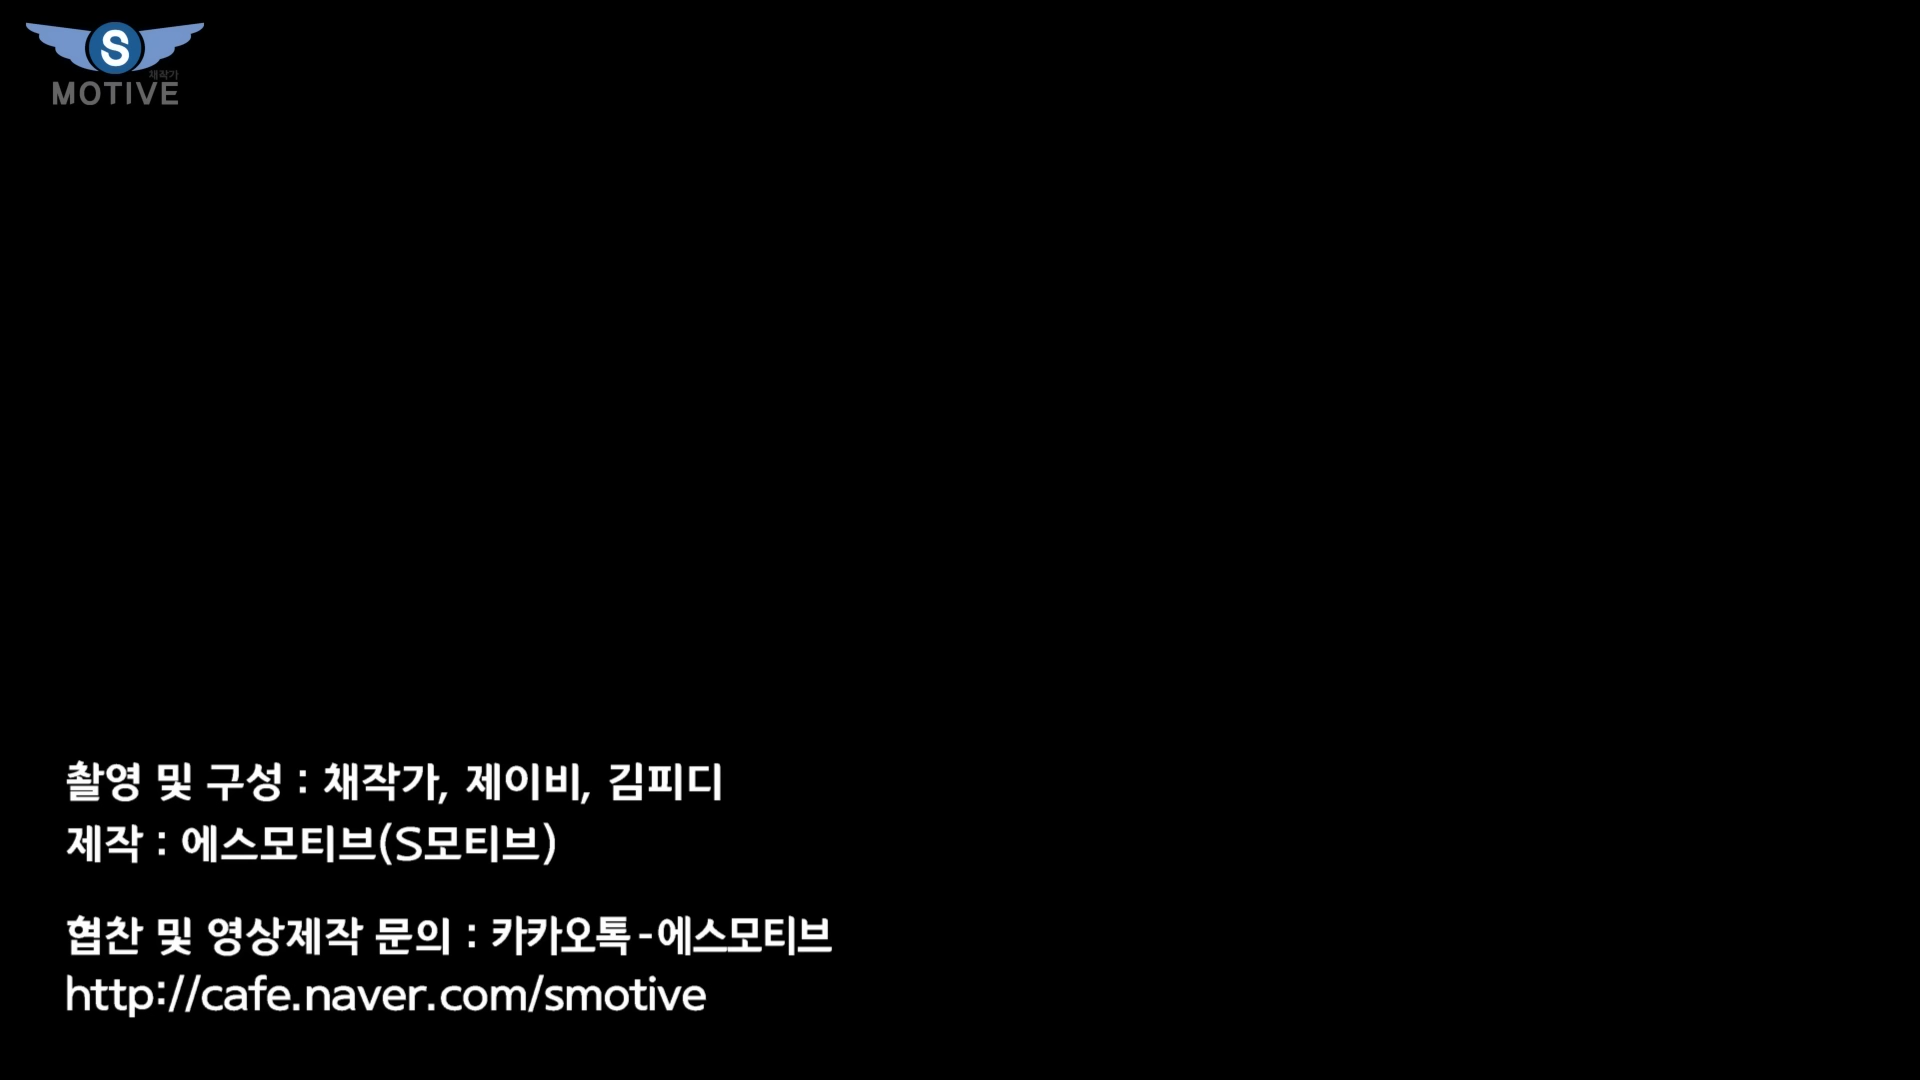 S
채작가
MOTIVE
촬영 및 구성 : 채작가, 제이비, 김피디
제작 : 에스모티브(S모티브)
협찬 및 영상제작 문의 : 카카오톡-에스모티브
http://cafe.naver.com/smotive